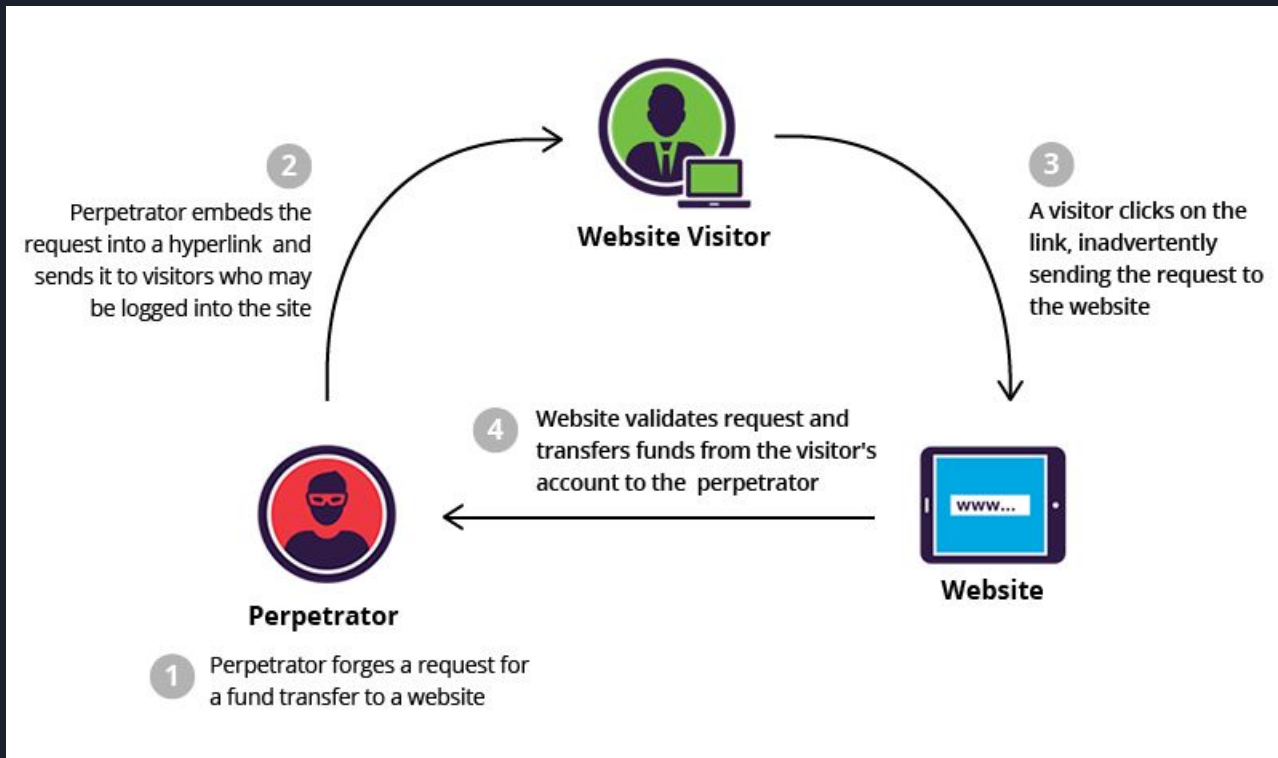 2
Perpetrator embeds the
request into a hyperlink and
sends it to visitors who may
be logged into the site
Website Visitor
3
A visitor clicks on the
link, inadvertently
sending the request to
the website
4
Website validates request and
transfers funds from the visitor's
account to the perpetrator
www...
Website
Perpetrator
1
Perpetrator forges a request for
a fund transfer to a website